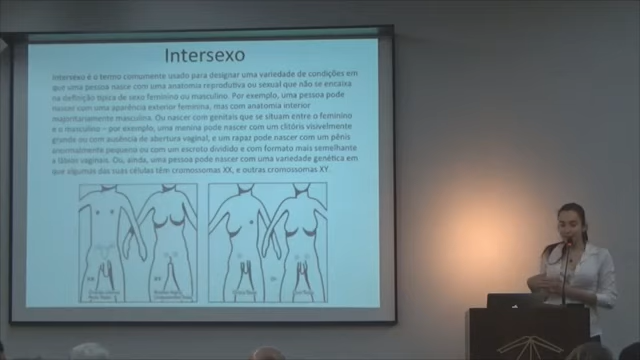 Intersexo
Intersexo é o termo comumente usado para designar uma variedade de condições em
que uma pessoa nasce com uma anatomia reprodutiva ou sexual que não se encaixa
na definição típica de sexo feminino ou masculino. Por exemplo, uma pessoa pode
nascer com uma aparência exterior feminina, mas com anatomia interior
majoritariamente masculina. Ou nascer com genitais que se situam entre o feminino
e o masculino – por exemplo, uma menina pode nascer com um clitóris visivelmente
grande ou com ausência de abertura vaginal, e um rapaz pode nascer com um pênis
anormalmente pequeno ou com um escroto dividido e com formato mais semelhante
a lábios vaginais. Ou, ainda, uma pessoa pode nascer com uma variedade genética em
que algumas das suas células têm cromossomas XX, e outras cromossomas XY.